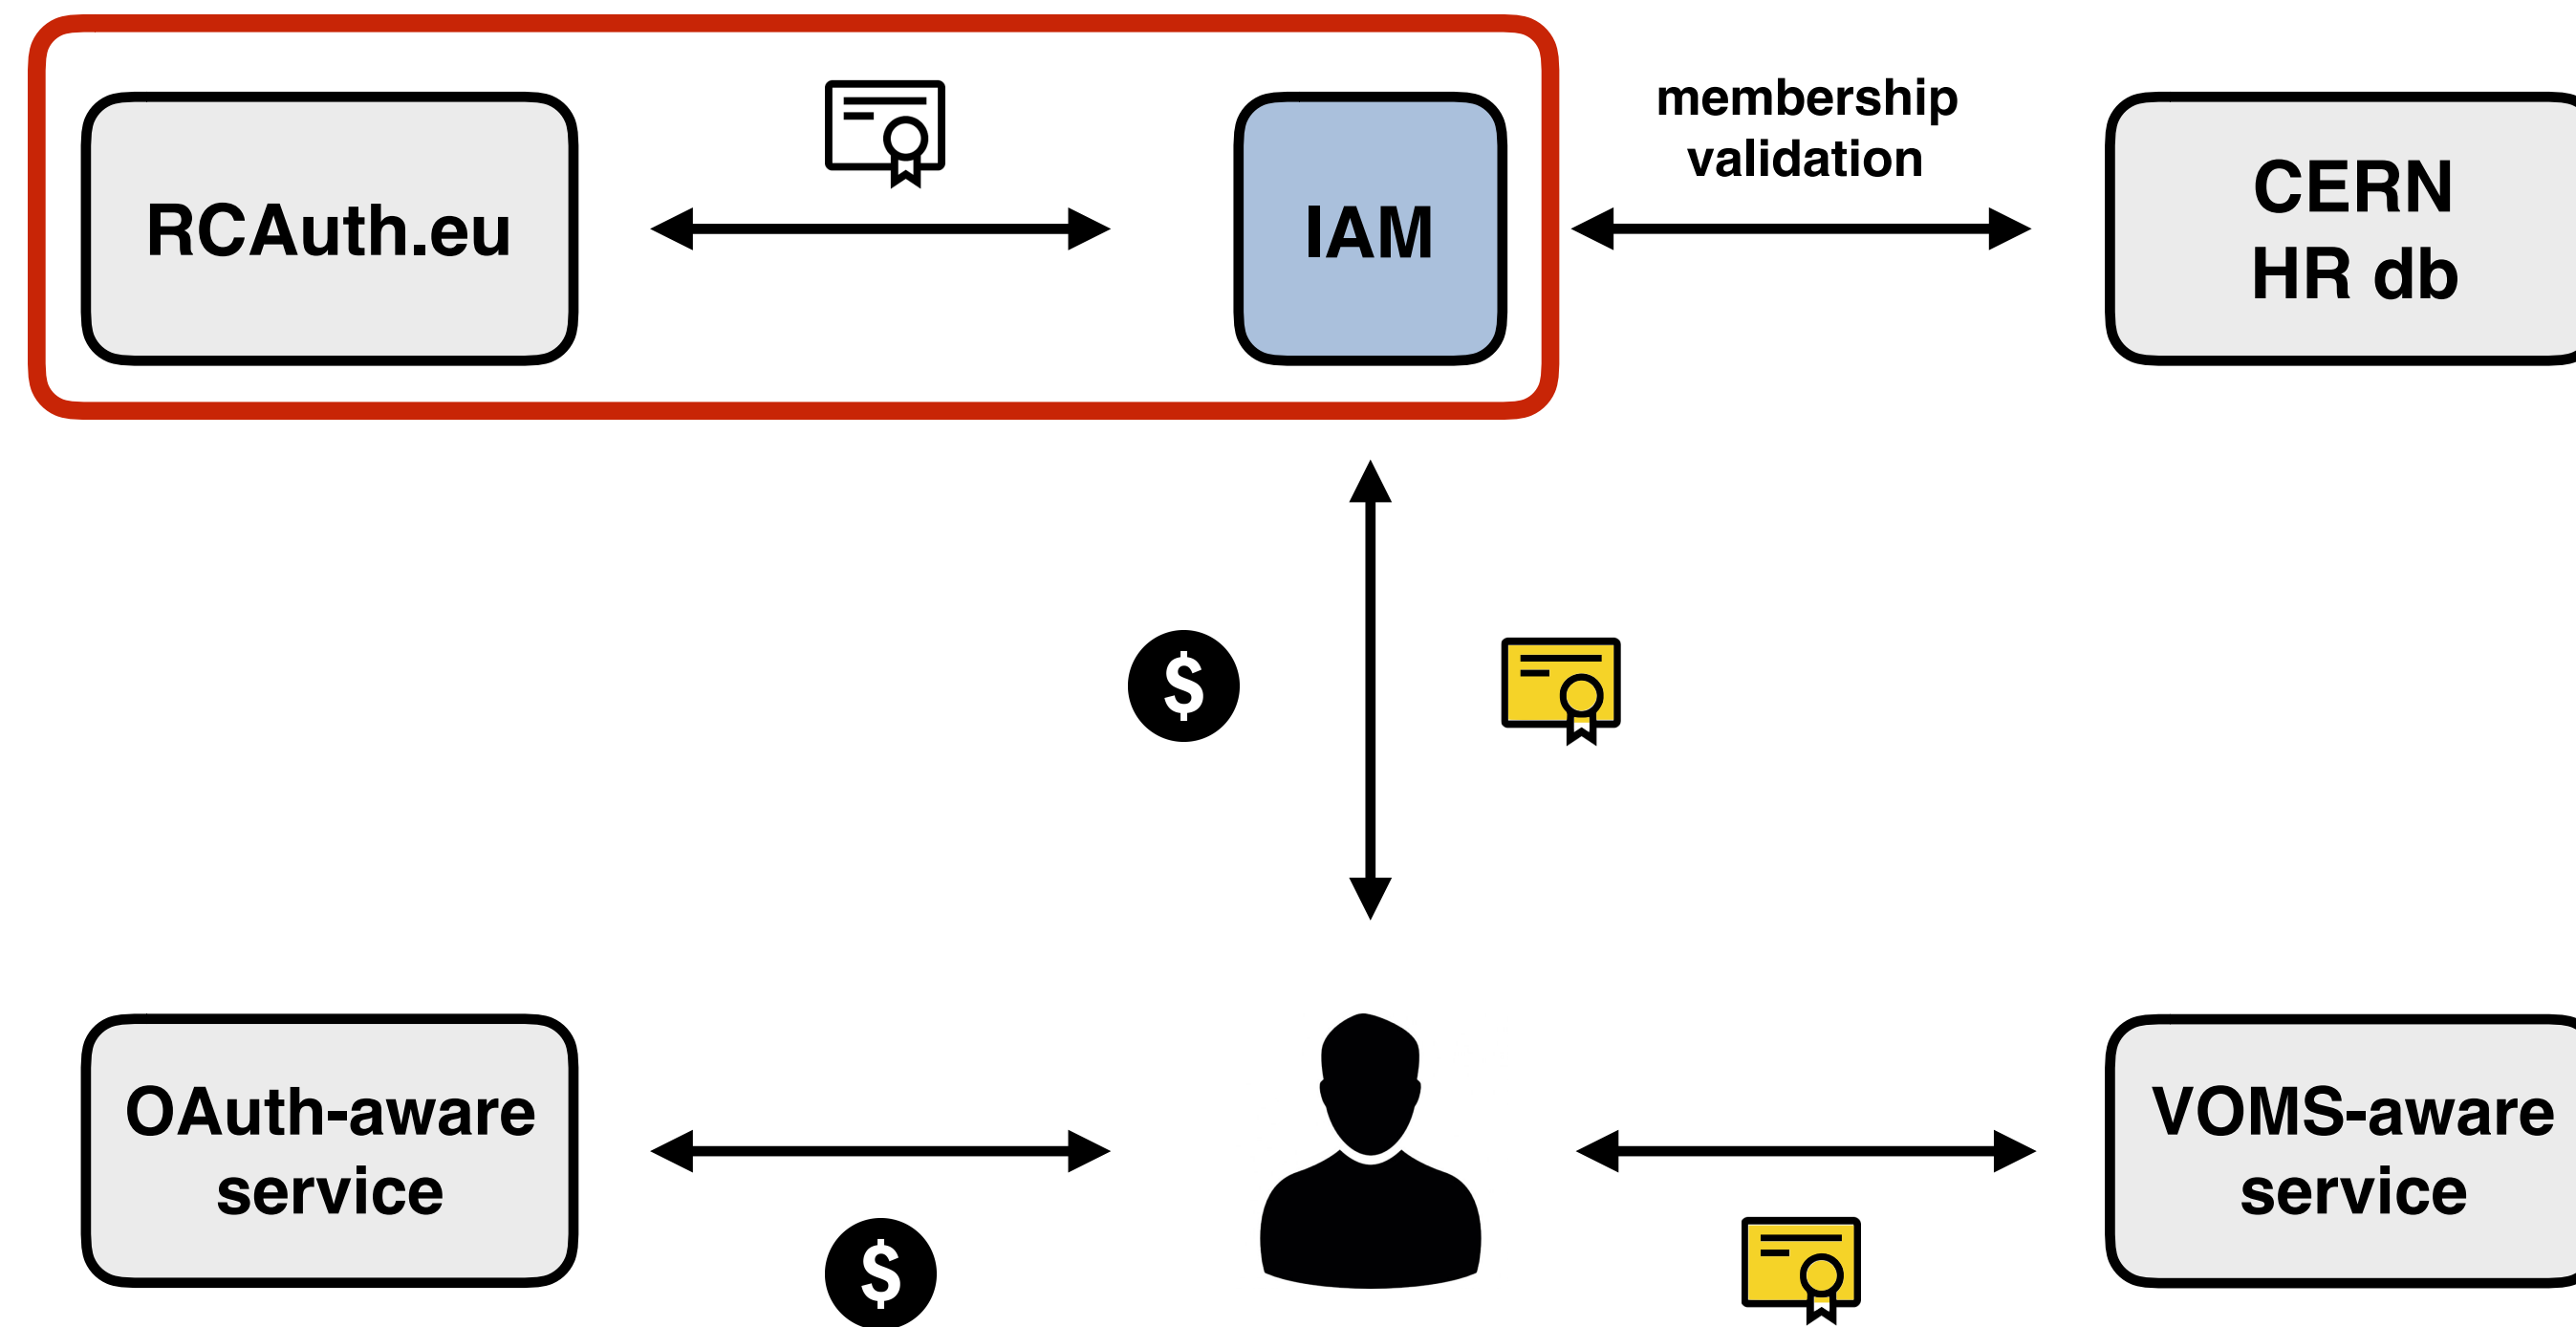 RCAuth.eu
IAM
membership
validation
CERN
HR db
$
OAuth-aware
service
$
VOMS-aware
service